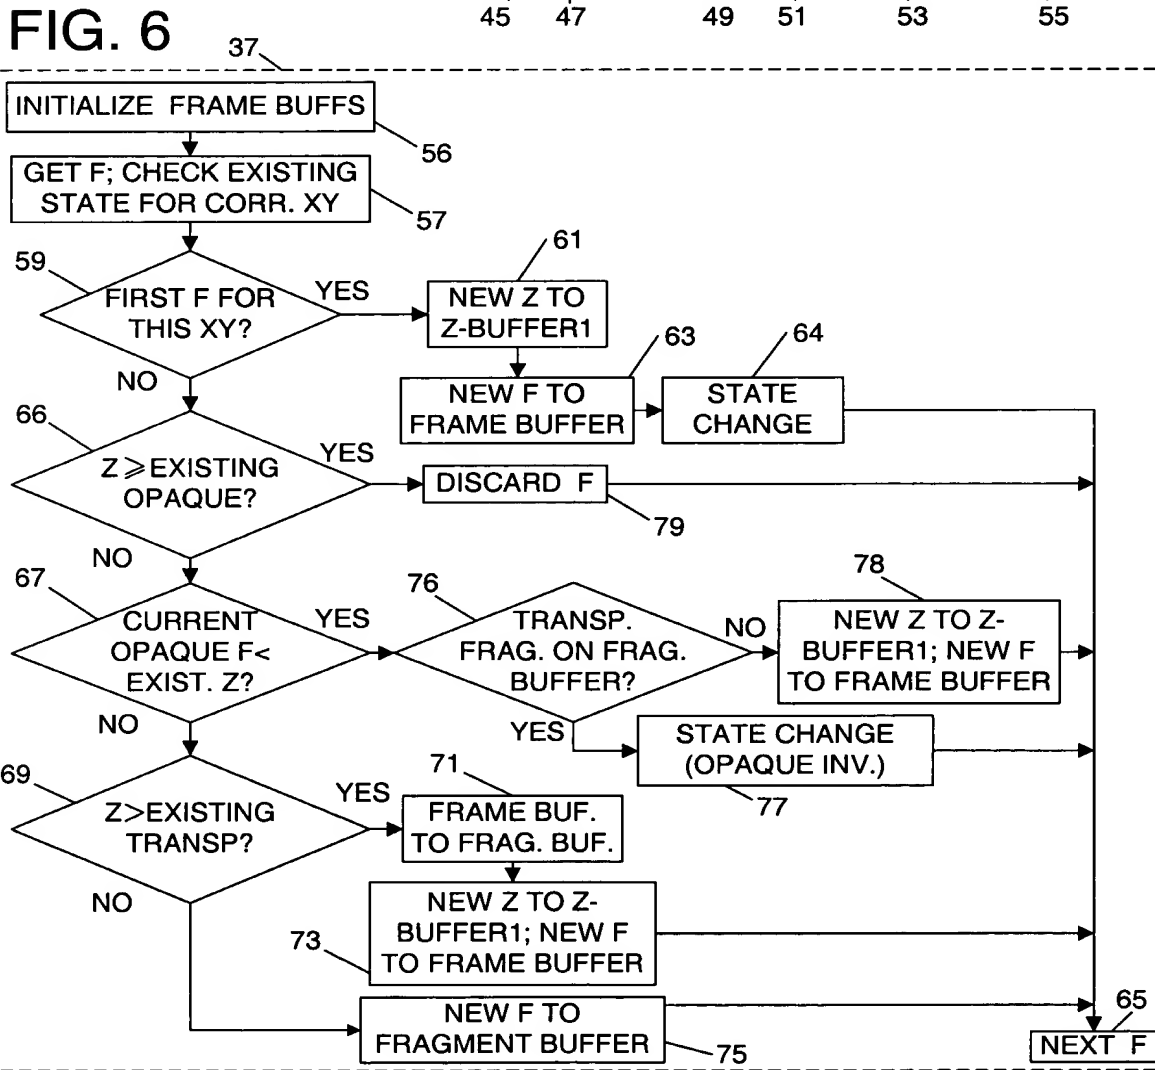 45 47 49 51 53 55
FIG. 6
37
INITIALIZE FRAME BUFFS
56
GET F; CHECK EXISTING
STATE FOR CORR. XY
57
59
FIRST F FOR
THIS XY?
YES
NO
61
NEW Z TO
Z-BUFFER1
63
NEW F TO
FRAME BUFFER
64
STATE
CHANGE
66
Z⩾EXISTING
OPAQUE?
YES
NO
DISCARD F
79
67
CURRENT
OPAQUE F<
EXIST. Z?
YES
NO
76
TRANSP.
FRAG. ON FRAG.
BUFFER?
NO
YES
78
NEW Z TO Z-
BUFFER1; NEW F
TO FRAME BUFFER
STATE CHANGE
(OPAQUE INV.)
77
69
Z>EXISTING
TRANSP?
YES
NO
71
FRAME BUF.
TO FRAG. BUF.
73
NEW Z TO Z-
BUFFER1; NEW F
TO FRAME BUFFER
NEW F TO
FRAGMENT BUFFER
75
65
NEXT F